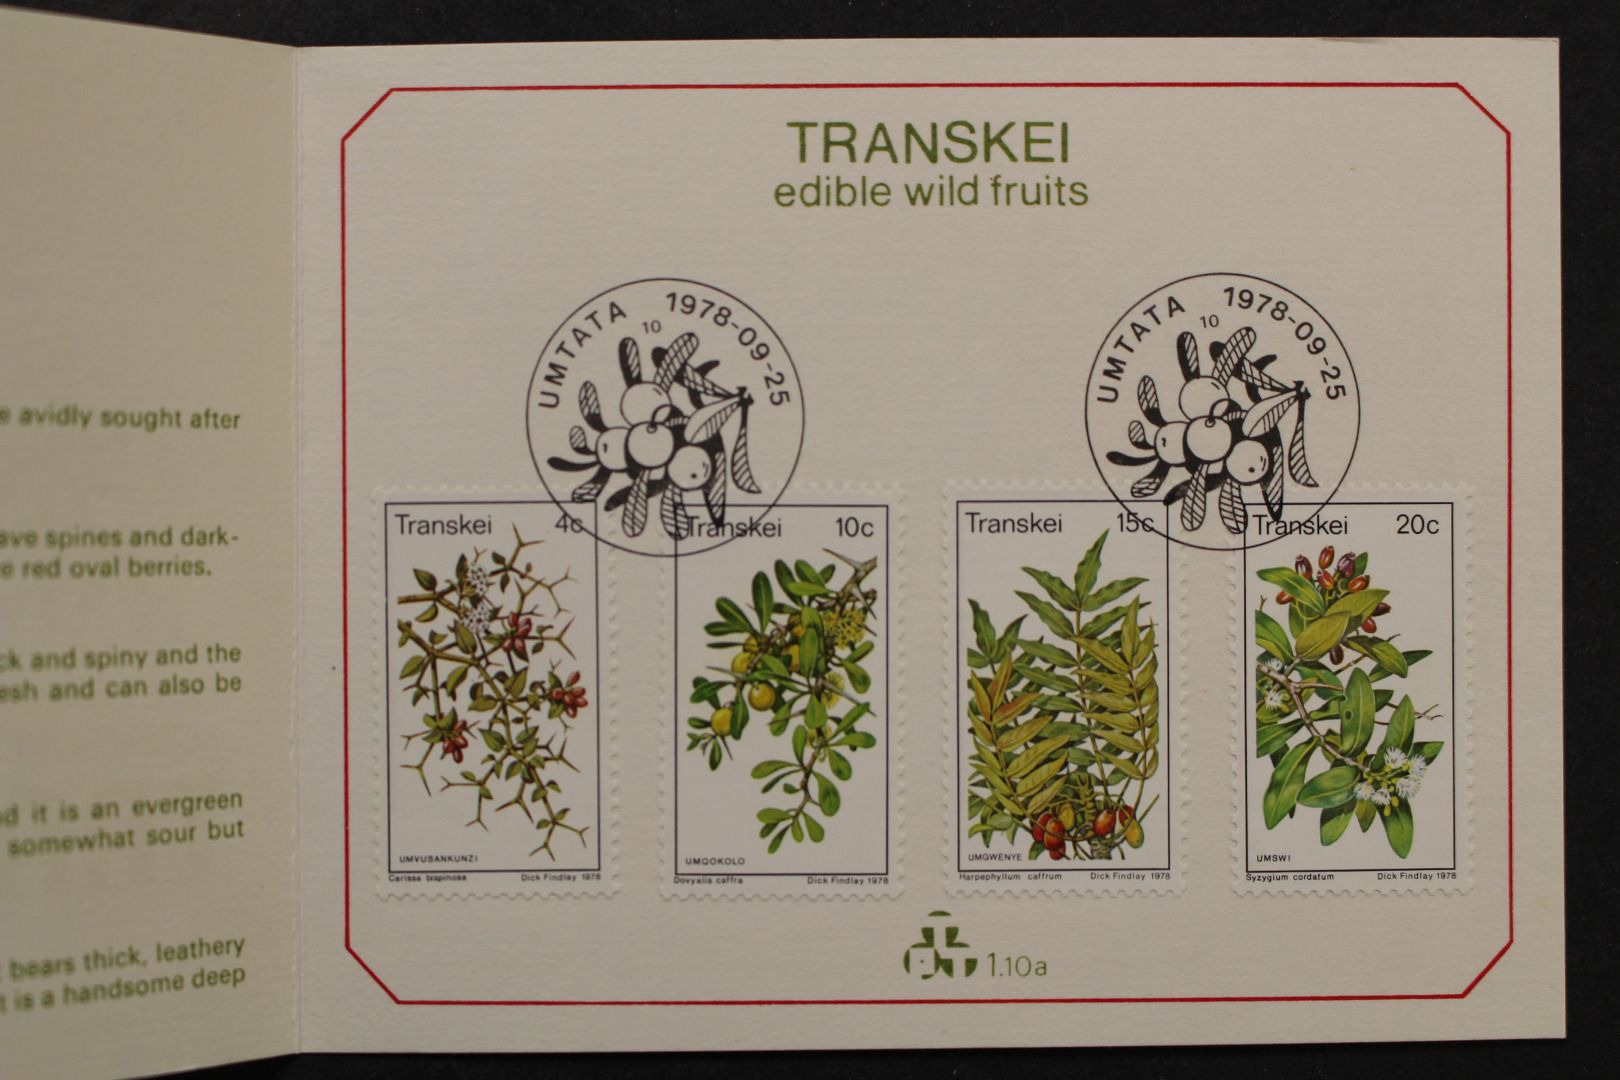 e avidly sought after
ave spines and dark-
e red oval berries.
ck and spiny and the
esh and can also be
d it is an evergreen
somewhat sour but
bears thick, leathery
t is a handsome deep
TRANSKEI
edible wild fruits
UMTATA 1978-09-25
10
UMTATA 1978-09-25
10
Transkei 4c
UMVUSANKUNZI
Carissa bispinosa Dick Findlay 1978
Transkei 10c
UMQOKOLO
Dovyalis caffra Dick Findlay 1978
Transkei 15c
UMGWENYE
Harpephyllum caffrum Dick Findlay 1978
Transkei 20c
UMSWI
Syzygium cordatum Dick Findlay 1978
1.10a